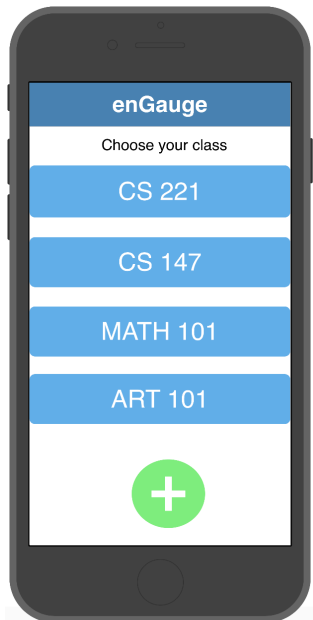 enGauge
Choose your class
CS 221
CS 147
MATH 101
ART 101